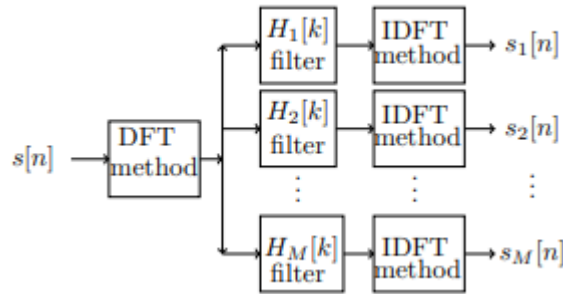 H₁[k]
filter
IDFT
method
s₁[n]
H₂[k]
filter
IDFT
method
s₂[n]
s[n]
DFT
method
⋮ ⋮ ⋮
H_M[k]
filter
IDFT
method
s_M[n]